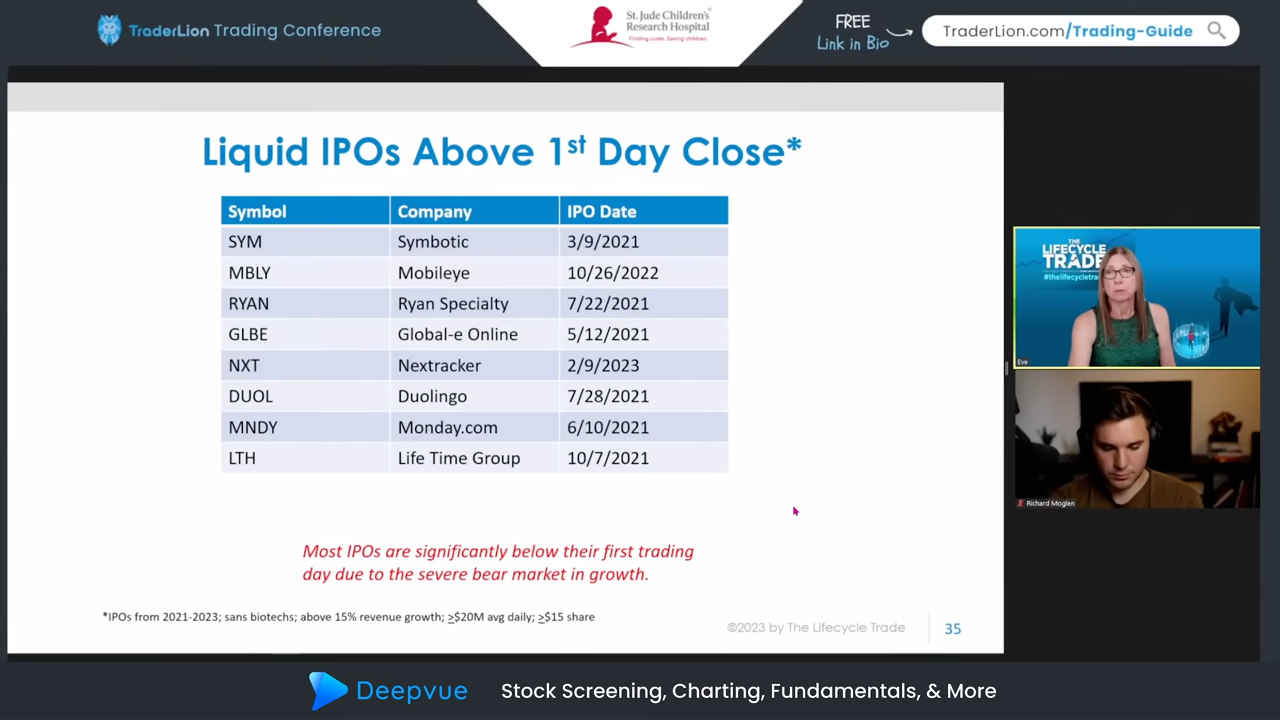 TraderLion Trading Conference
St. Jude Children's
Research Hospital
Finding cures. Saving children.
FREE
Link in Bio
TraderLion.com/Trading-Guide
Liquid IPOs Above 1st Day Close*
Symbol Company IPO Date
SYM Symbotic 3/9/2021
MBLY Mobileye 10/26/2022
RYAN Ryan Specialty 7/22/2021
GLBE Global-e Online 5/12/2021
NXT Nextracker 2/9/2023
DUOL Duolingo 7/28/2021
MNDY Monday.com 6/10/2021
LTH Life Time Group 10/7/2021
Most IPOs are significantly below their first trading
day due to the severe bear market in growth.
*IPOs from 2021-2023; sans biotechs; above 15% revenue growth; >$20M avg daily; >$15 share
©2023 by The Lifecycle Trade
35
THE
LIFECYCLE
TRADE
Eve
Richard Moglen
Deepvue
Stock Screening, Charting, Fundamentals, & More